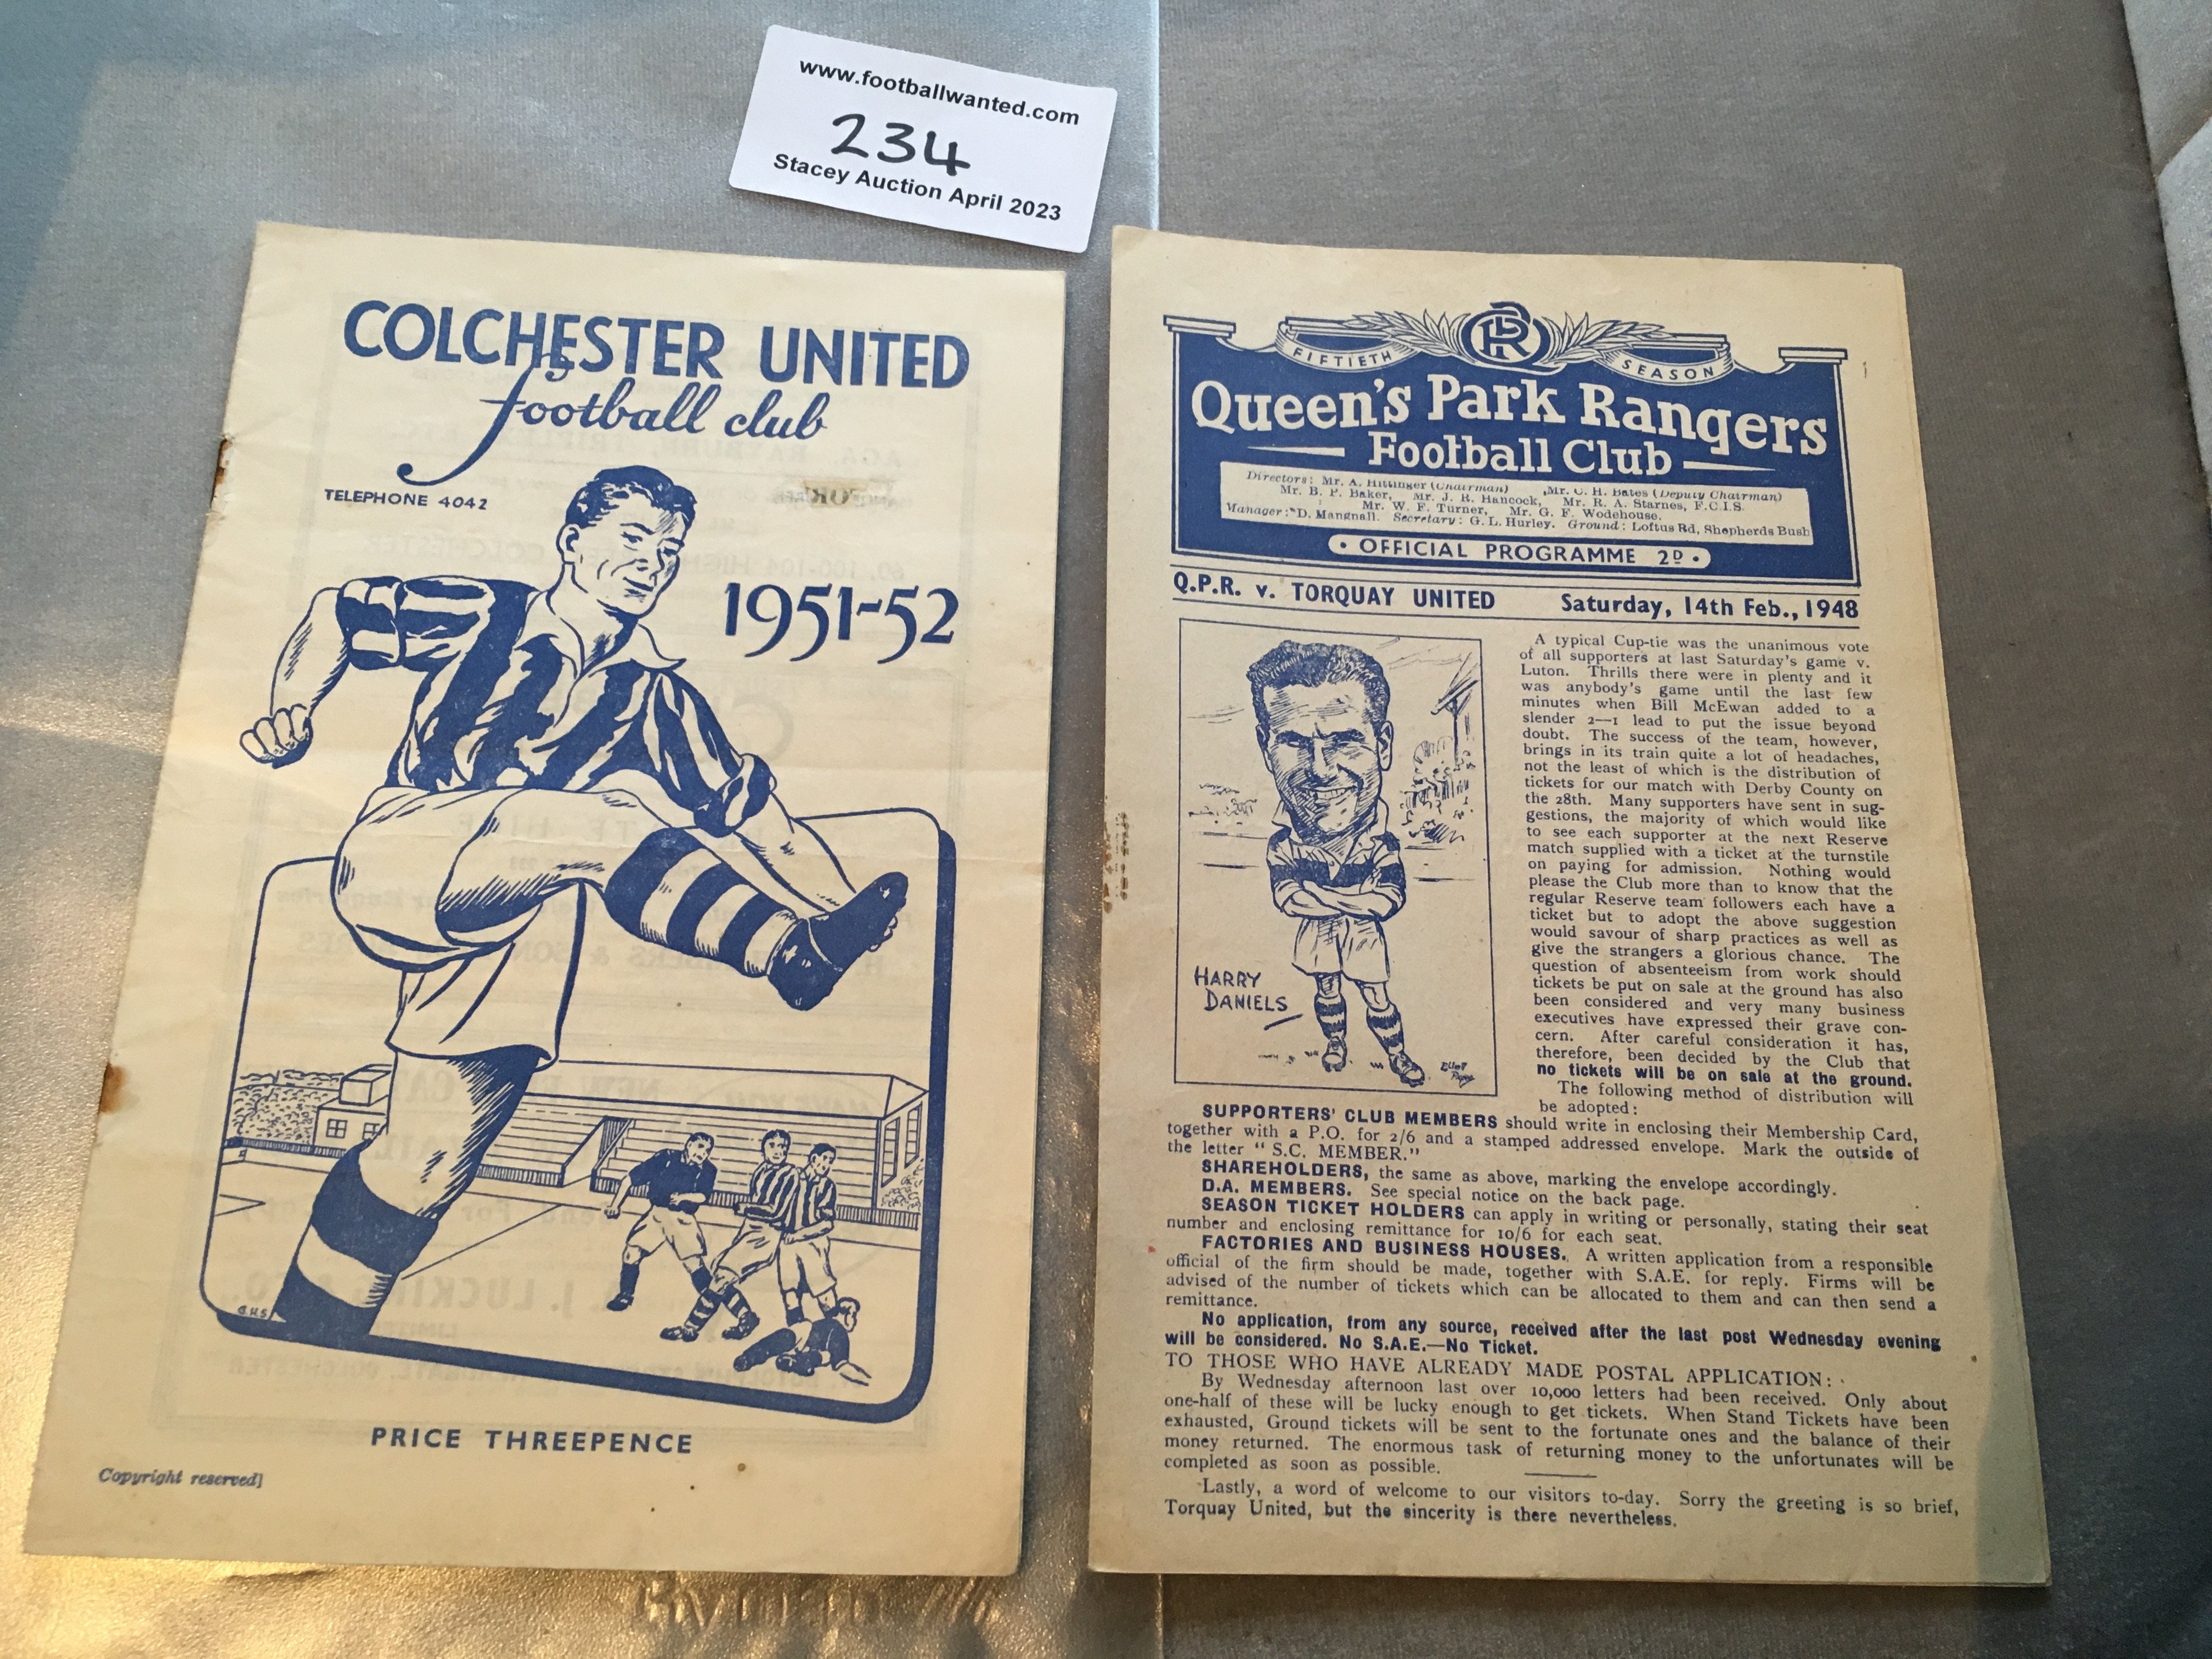 www.footballwanted.com
234
Stacey Auction April 2023
COLCHESTER UNITED
football club
TELEPHONE 4042
1951-52
G.H.S.
PRICE THREEPENCE
Copyright reserved]
FIFTIETH
QPR
SEASON
Queen's Park Rangers
Football Club
Directors: Mr. A. Hittinger (Chairman) Mr. C. H. Bates (Deputy Chairman)
Mr. B. P. Baker, Mr. J. R. Hancock, Mr. R. A. Starnes, F.C.I.S.
Mr. W. F. Turner, Mr. G. F. Wodehouse.
Manager: D. Mangnall. Secretary: G. L. Hurley. Ground: Loftus Rd, Shepherds Bush
• OFFICIAL PROGRAMME 2D •
Q.P.R. v. TORQUAY UNITED Saturday, 14th Feb., 1948
HARRY
DANIELS
A typical Cup-tie was the unanimous vote
of all supporters at last Saturday's game v.
Luton. Thrills there were in plenty and it
was anybody's game until the last few
minutes when Bill McEwan added to a
slender 2—1 lead to put the issue beyond
doubt. The success of the team, however,
brings in its train quite a lot of headaches,
not the least of which is the distribution of
tickets for our match with Derby County on
the 28th. Many supporters have sent in sug-
gestions, the majority of which would like
to see each supporter at the next Reserve
match supplied with a ticket at the turnstile
on paying for admission. Nothing would
please the Club more than to know that the
regular Reserve team followers each have a
ticket but to adopt the above suggestion
would savour of sharp practices as well as
give the strangers a glorious chance. The
question of absenteeism from work should
tickets be put on sale at the ground has also
been considered and very many business
executives have expressed their grave con-
cern. After careful consideration it has,
therefore, been decided by the Club that
no tickets will be on sale at the ground.
The following method of distribution will
be adopted:
SUPPORTERS' CLUB MEMBERS should write in enclosing their Membership Card,
together with a P.O. for 2/6 and a stamped addressed envelope. Mark the outside of
the letter "S.C. MEMBER."
SHAREHOLDERS, the same as above, marking the envelope accordingly.
D.A. MEMBERS. See special notice on the back page.
SEASON TICKET HOLDERS can apply in writing or personally, stating their seat
number and enclosing remittance for 10/6 for each seat.
FACTORIES AND BUSINESS HOUSES. A written application from a responsible
official of the firm should be made, together with S.A.E. for reply. Firms will be
advised of the number of tickets which can be allocated to them and can then send a
remittance.
No application, from any source, received after the last post Wednesday evening
will be considered. No S.A.E.—No Ticket.
TO THOSE WHO HAVE ALREADY MADE POSTAL APPLICATION:
By Wednesday afternoon last over 10,000 letters had been received. Only about
one-half of these will be lucky enough to get tickets. When Stand Tickets have been
exhausted, Ground tickets will be sent to the fortunate ones and the balance of their
money returned. The enormous task of returning money to the unfortunates will be
completed as soon as possible.
Lastly, a word of welcome to our visitors to-day. Sorry the greeting is so brief,
Torquay United, but the sincerity is there nevertheless.